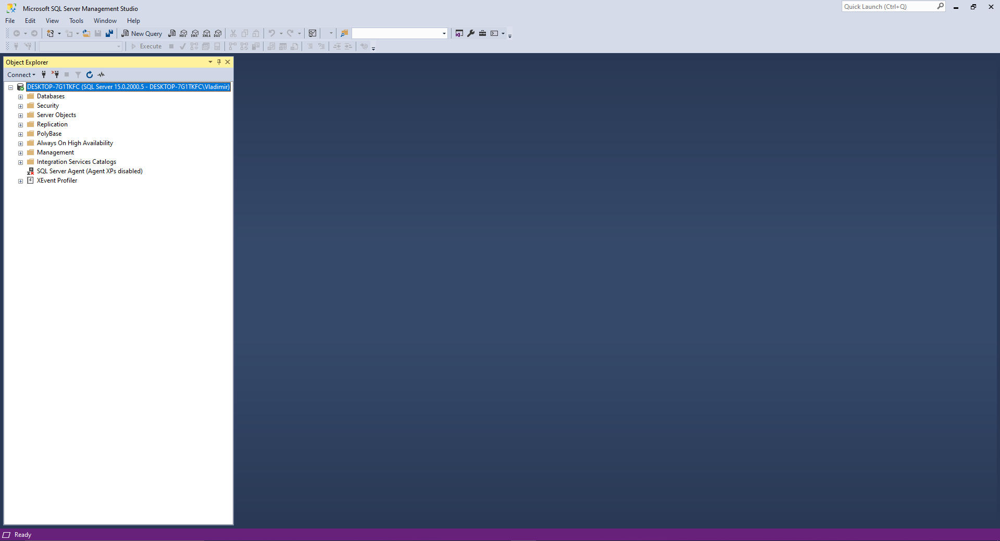 Microsoft SQL Server Management Studio
Quick Launch (Ctrl+Q)
File Edit View Tools Window Help
New Query MDX DMX XMLA DAX
Execute
Object Explorer
Connect
DESKTOP-7G1TKFC (SQL Server 15.0.2000.5 - DESKTOP-7G1TKFC\Vladimir)
Databases
Security
Server Objects
Replication
PolyBase
Always On High Availability
Management
Integration Services Catalogs
SQL Server Agent (Agent XPs disabled)
XEvent Profiler
Ready